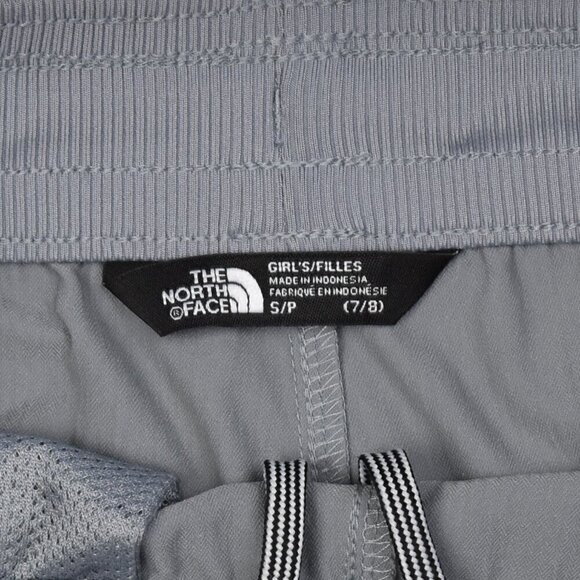 THE
NORTH
®FACE
GIRL'S/FILLES
MADE IN INDONESIA
FABRIQUÉ EN INDONÉSIE
S/P (7/8)